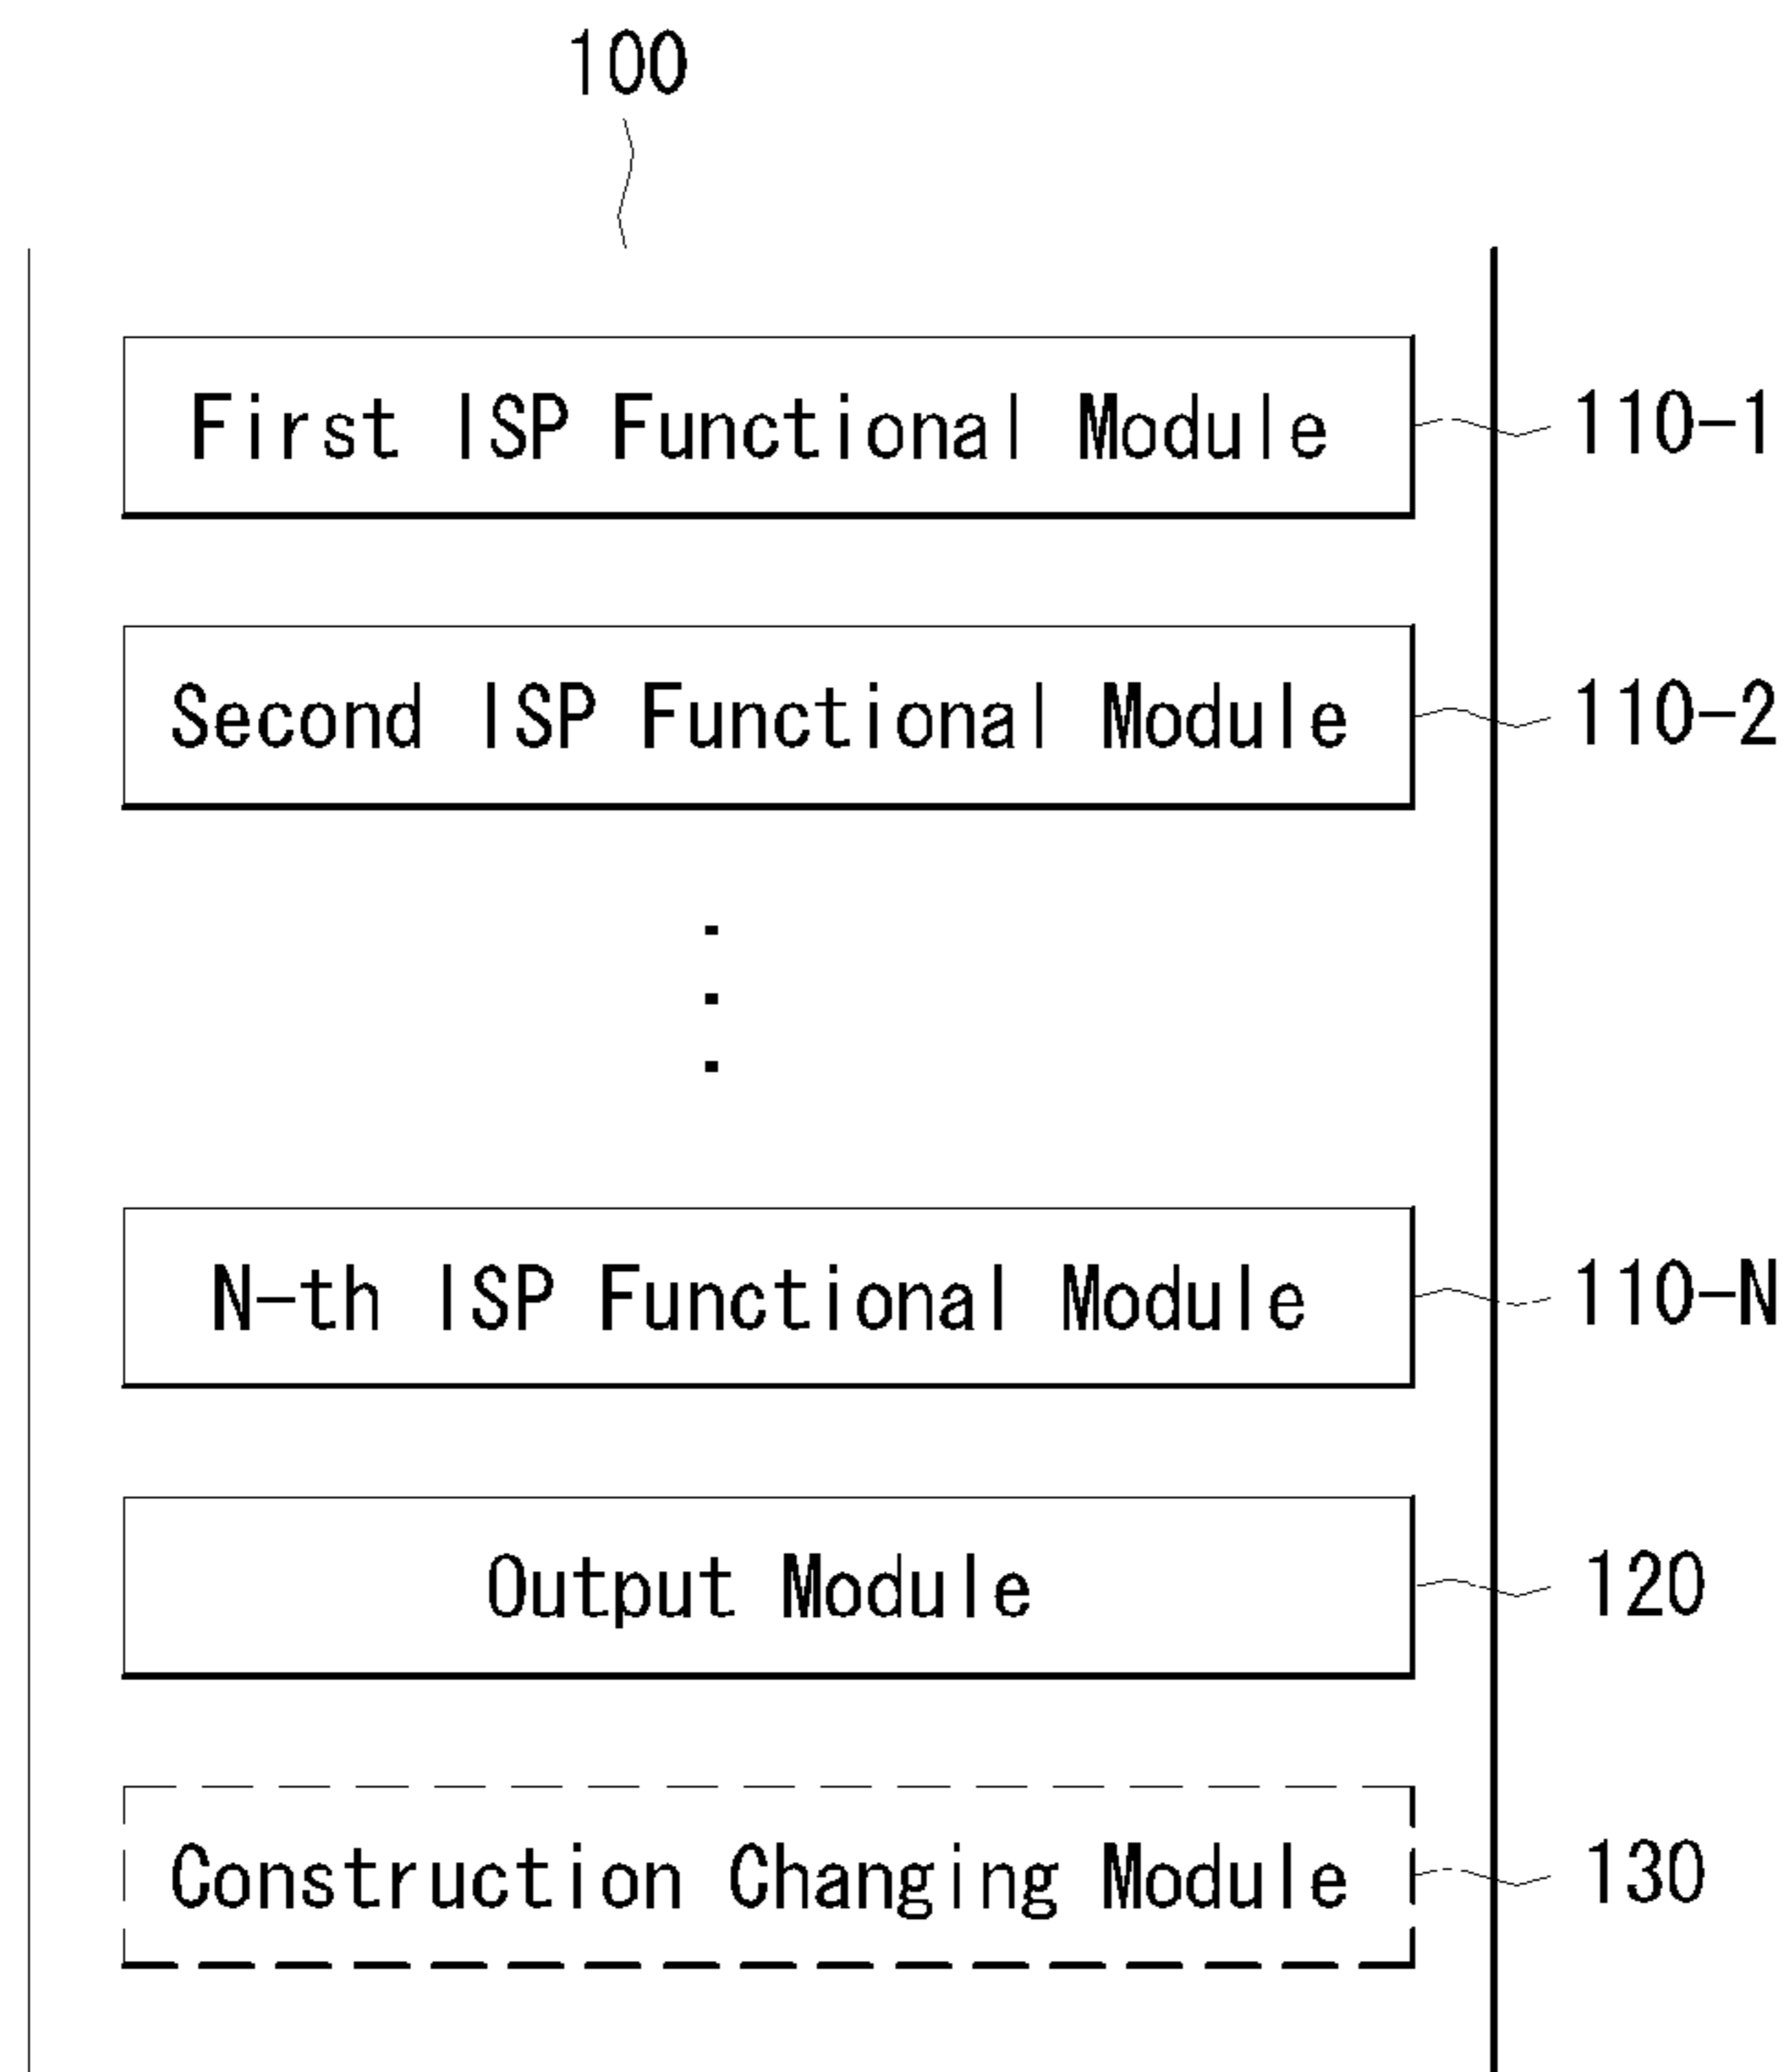 100
First ISP Functional Module 110-1
Second ISP Functional Module 110-2
N-th ISP Functional Module 110-N
Output Module 120
Construction Changing Module 130